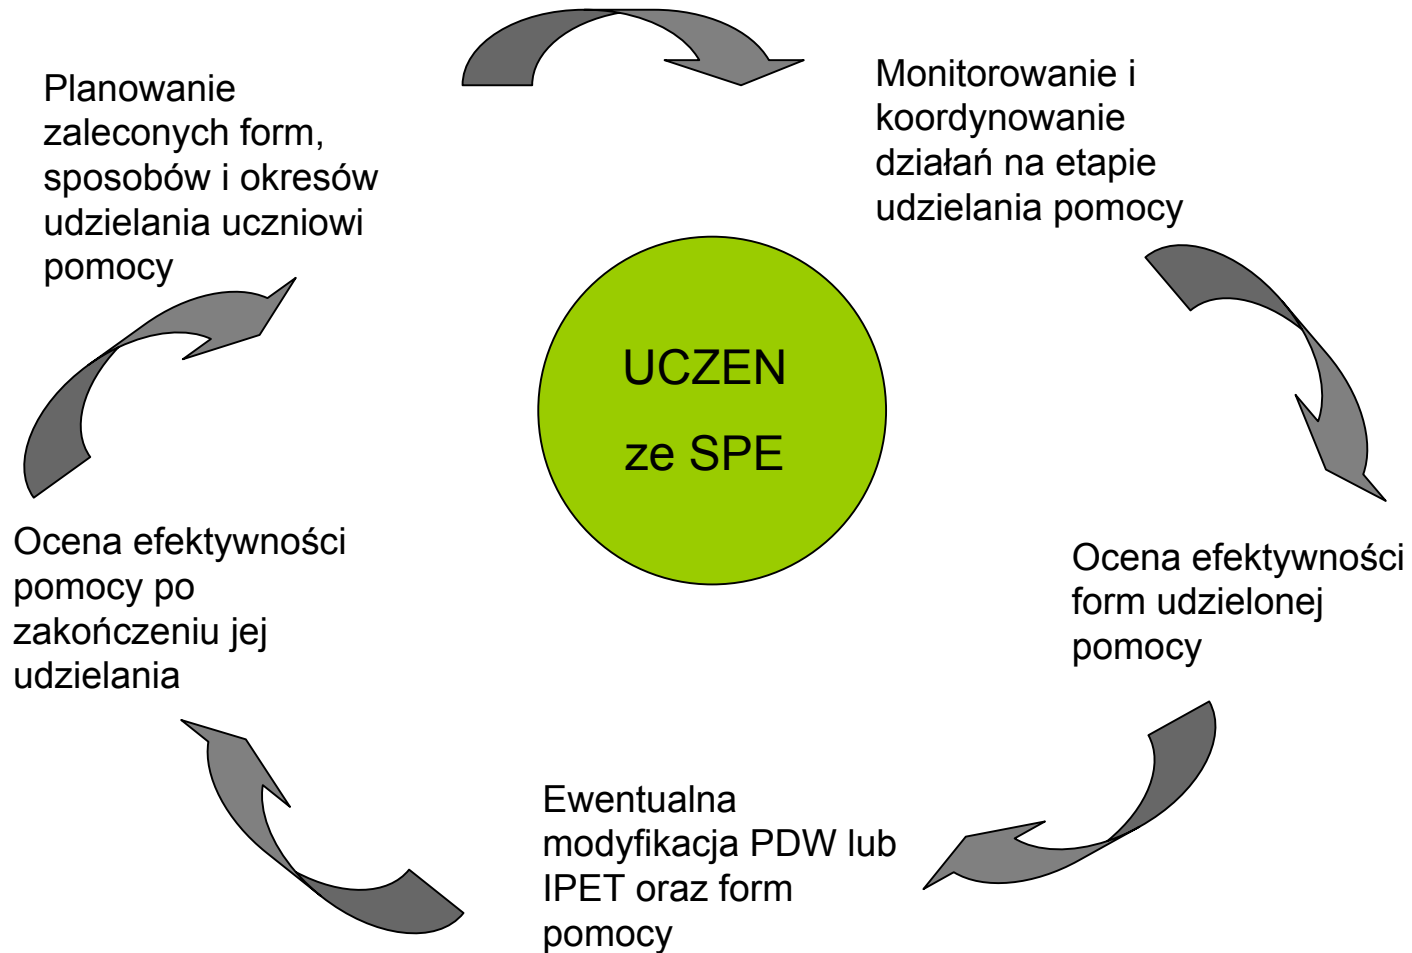 Planowanie
zaleconych form,
sposobów i okresów
udzielania uczniowi
pomocy
Monitorowanie i
koordynowanie
działań na etapie
udzielania pomocy
UCZEN
ze SPE
Ocena efektywności
form udzielonej
pomocy
Ewentualna
modyfikacja PDW lub
IPET oraz form
pomocy
Ocena efektywności
pomocy po
zakończeniu jej
udzielania